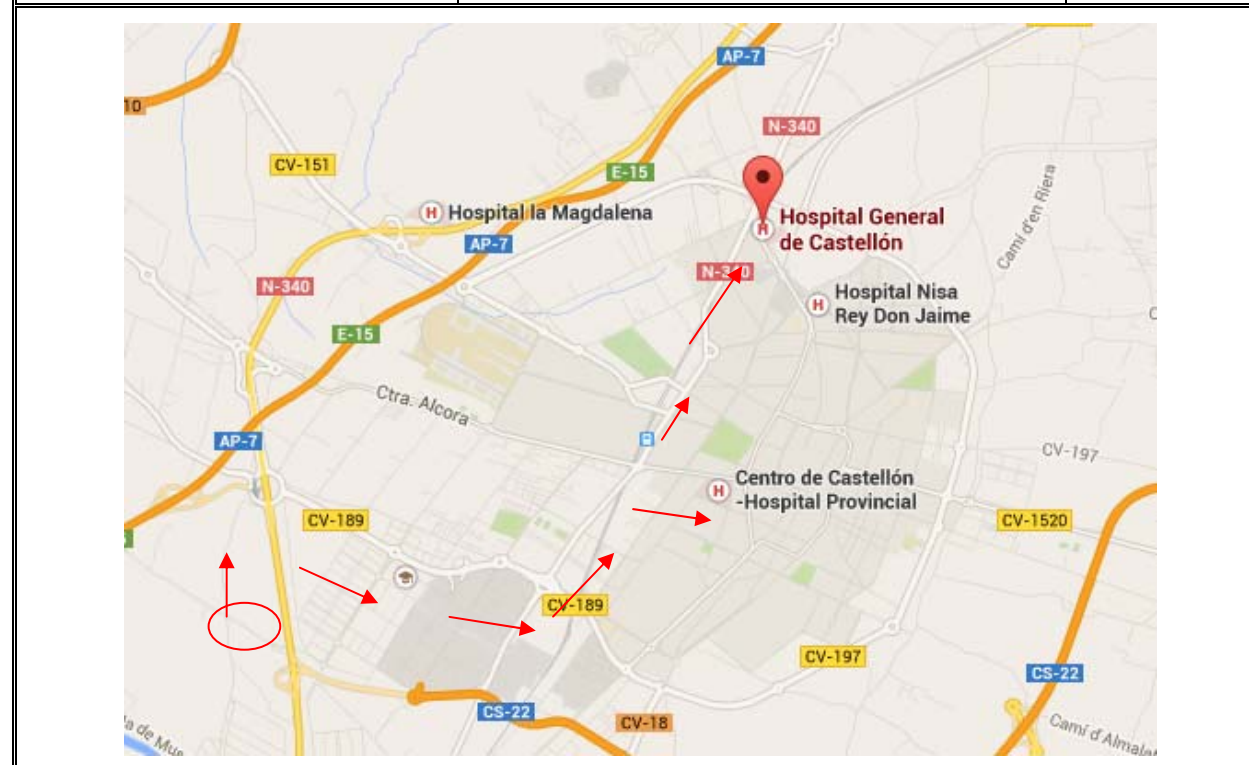 AP-7
10
N-340
CV-151
E-15
Camí d'en Riera
H Hospital la Magdalena
Hospital General
de Castellón
H
AP-7
N-340
N-340
H Hospital Nisa
Rey Don Jaime
E-15
Ctra. Alcora
AP-7
CV-197
H Centro de Castellón
-Hospital Provincial
CV-189
CV-1520
CV-189
CV-197
CS-22
CS-22
CV-18
a de
Camí d'Almala